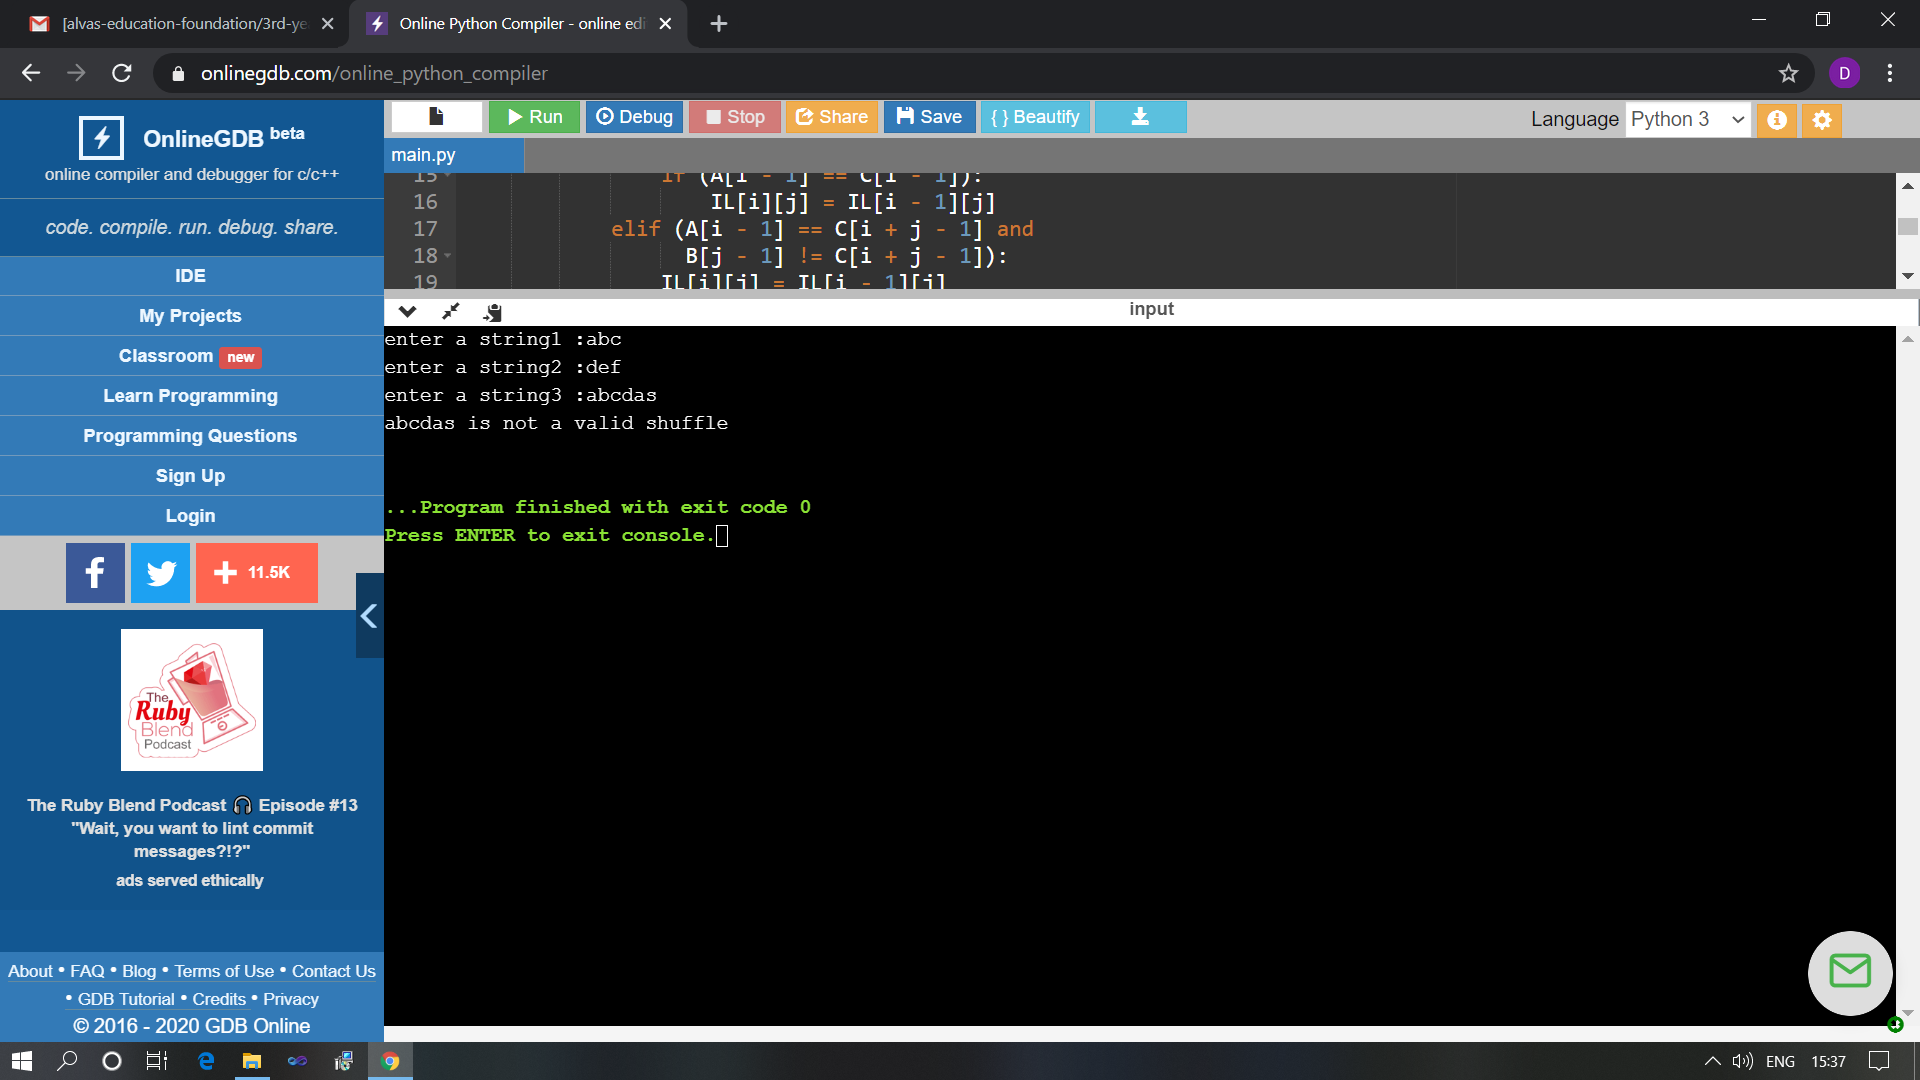 [alvas-education-foundation/3rd-ye
Online Python Compiler - online edi
onlinegdb.com/online_python_compiler
D
OnlineGDB beta
online compiler and debugger for c/c++
code. compile. run. debug. share.
IDE
My Projects
Classroom new
Learn Programming
Programming Questions
Sign Up
Login
f
11.5K
The
Ruby
Blend
Podcast
The Ruby Blend Podcast 🎧 Episode #13
"Wait, you want to lint commit
messages?!?"
ads served ethically
About • FAQ • Blog • Terms of Use • Contact Us
• GDB Tutorial • Credits • Privacy
© 2016 - 2020 GDB Online
Run Debug Stop Share Save { } Beautify
Language Python 3
main.py
15 if (A[i - 1] == C[i - 1]):
16 IL[i][j] = IL[i - 1][j]
17 elif (A[i - 1] == C[i + j - 1] and
18 B[j - 1] != C[i + j - 1]):
19 IL[i][j] = IL[i - 1][j]
input
enter a string1 :abc
enter a string2 :def
enter a string3 :abcdas
abcdas is not a valid shuffle
...Program finished with exit code 0
Press ENTER to exit console.
ENG 15:37